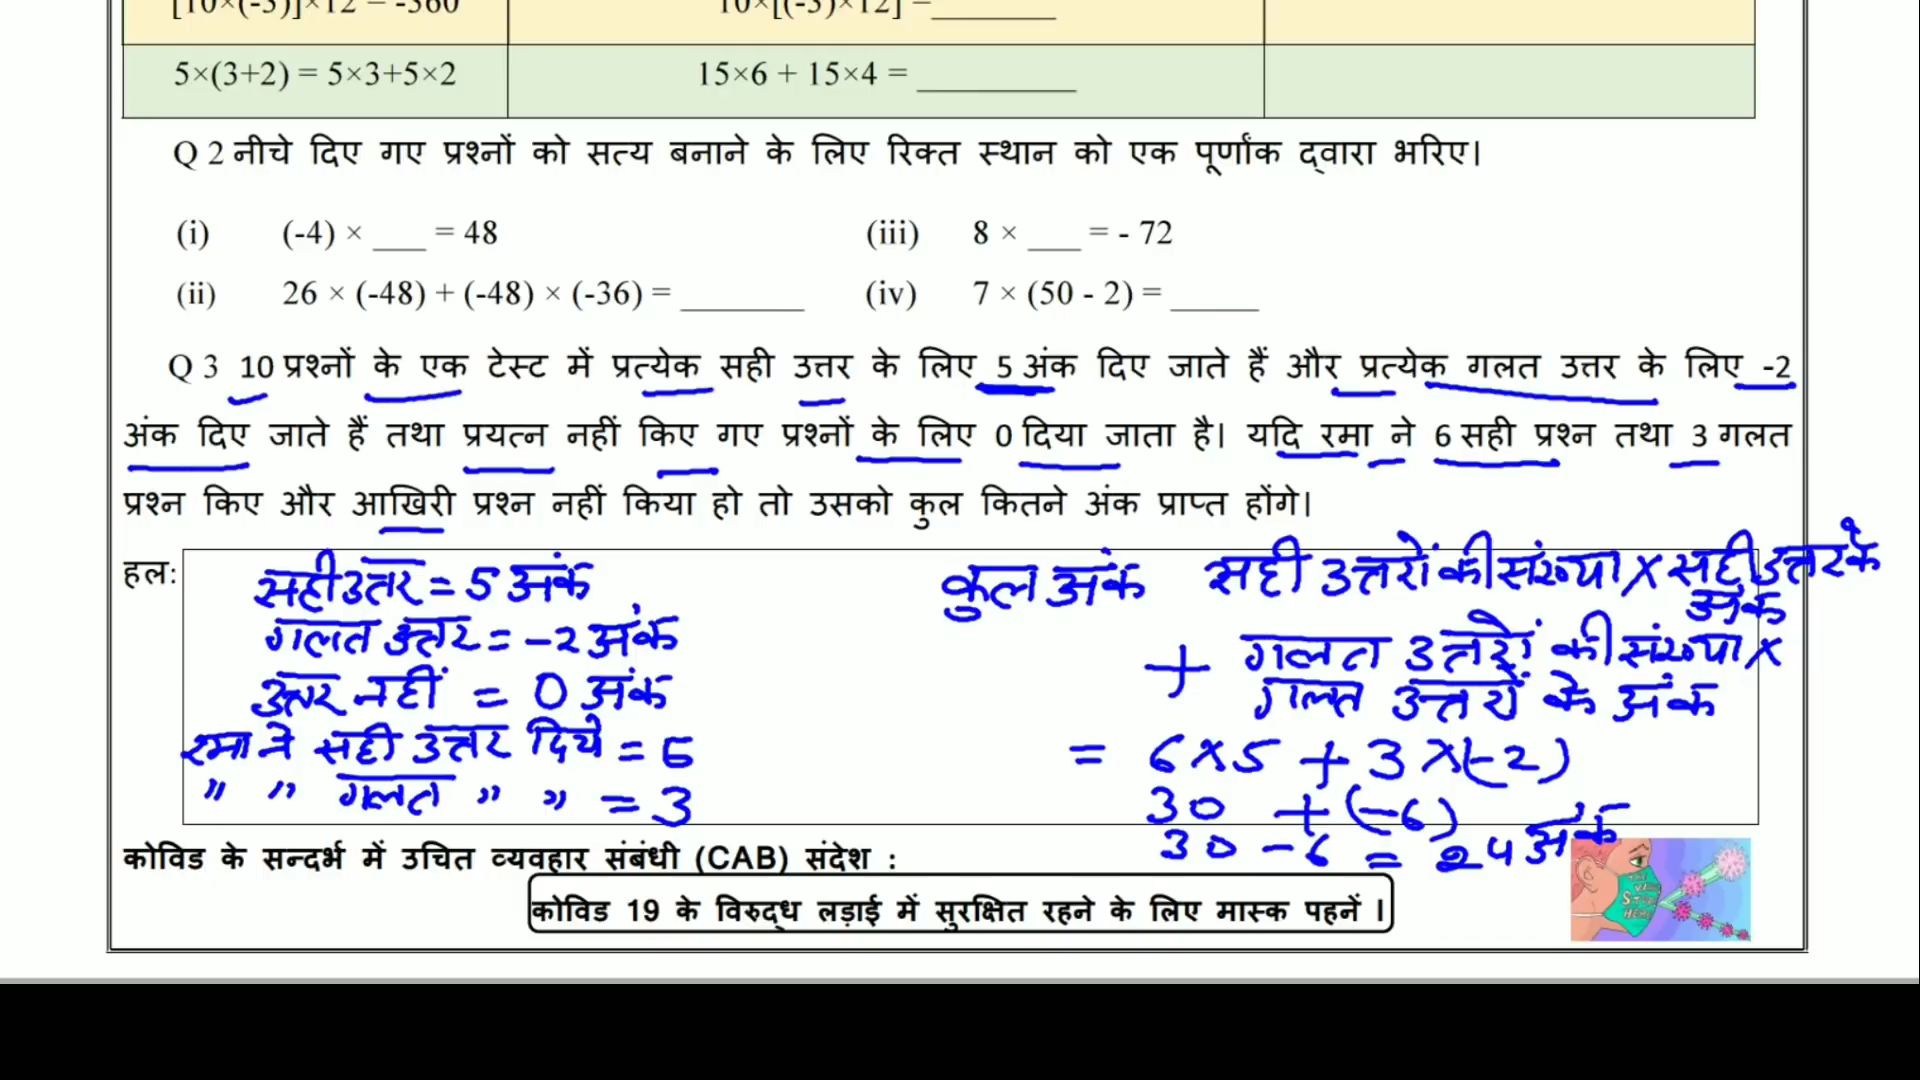 [10×(-3)]×12 = -360 10×[(-3)×12] =________
5×(3+2) = 5×3+5×2 15×6 + 15×4 = __________
Q 2 नीचे दिए गए प्रश्नों को सत्य बनाने के लिए रिक्त स्थान को एक पूर्णांक द्वारा भरिए।
(i) (-4) × ___ = 48 (iii) 8 × ___ = - 72
(ii) 26 × (-48) + (-48) × (-36) = _______ (iv) 7 × (50 - 2) = _____
Q 3 10 प्रश्नों के एक टेस्ट में प्रत्येक सही उत्तर के लिए 5 अंक दिए जाते हैं और प्रत्येक गलत उत्तर के लिए -2
अंक दिए जाते हैं तथा प्रयत्न नहीं किए गए प्रश्नों के लिए 0 दिया जाता है। यदि रमा ने 6 सही प्रश्न तथा 3 गलत
प्रश्न किए और आखिरी प्रश्न नहीं किया हो तो उसको कुल कितने अंक प्राप्त होंगे।
हल:
सही उत्तर = 5 अंक
गलत उत्तर = -2 अंक
उत्तर नहीं = 0 अंक
रमा ने सही उत्तर दिये = 6
" " गलत " " = 3
कुल अंक सही उत्तरों की संख्या × सही उत्तर के
अंक
+ गलत उत्तरों की संख्या ×
गलत उत्तरों के अंक
= 6 × 5 + 3 × (-2)
30 + (-6)
30 - 6 = 24 अंक
कोविड के सन्दर्भ में उचित व्यवहार संबंधी (CAB) संदेश :
कोविड 19 के विरुद्ध लड़ाई में सुरक्षित रहने के लिए मास्क पहनें ।